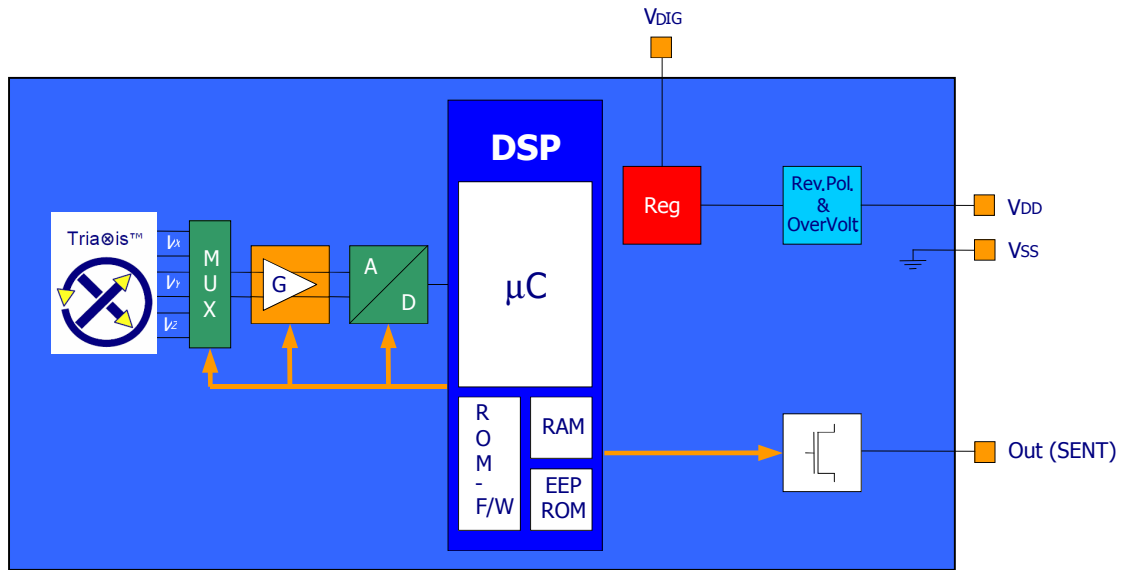 VDIG
DSP
Reg
Rev.Pol.
&
OverVolt
VDD
VSS
Tria⊗is™
VX
VY
VZ
M
U
X
G
A
D
µC
R
O
M
-
F/W
RAM
EEP
ROM
Out (SENT)